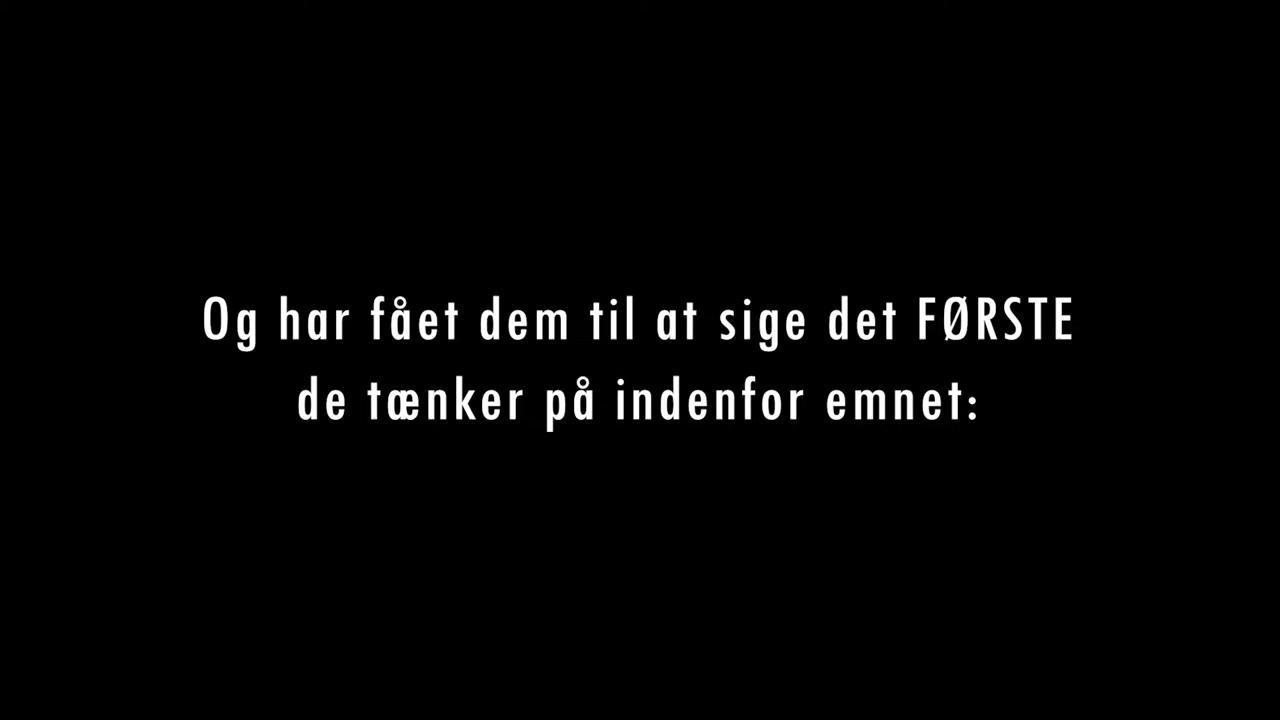 Og har fået dem til at sige det FØRSTE
de tænker på indenfor emnet: